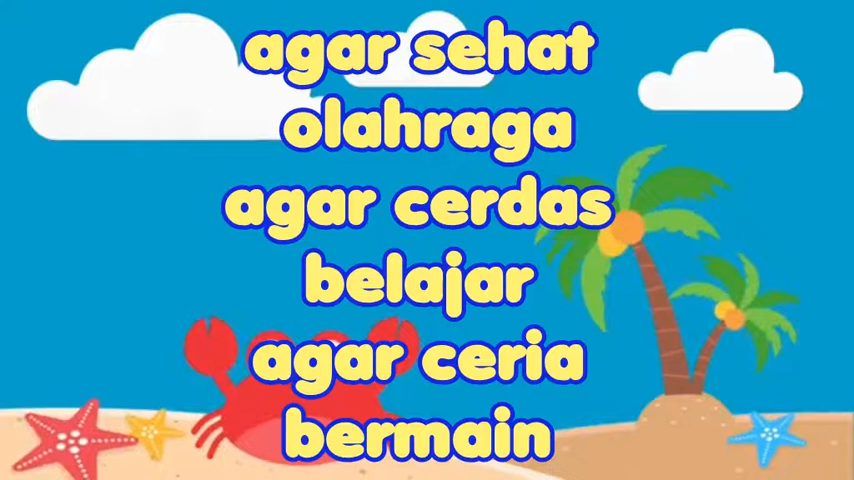 agar sehat
olahraga
agar cerdas
belajar
agar ceria
bermain